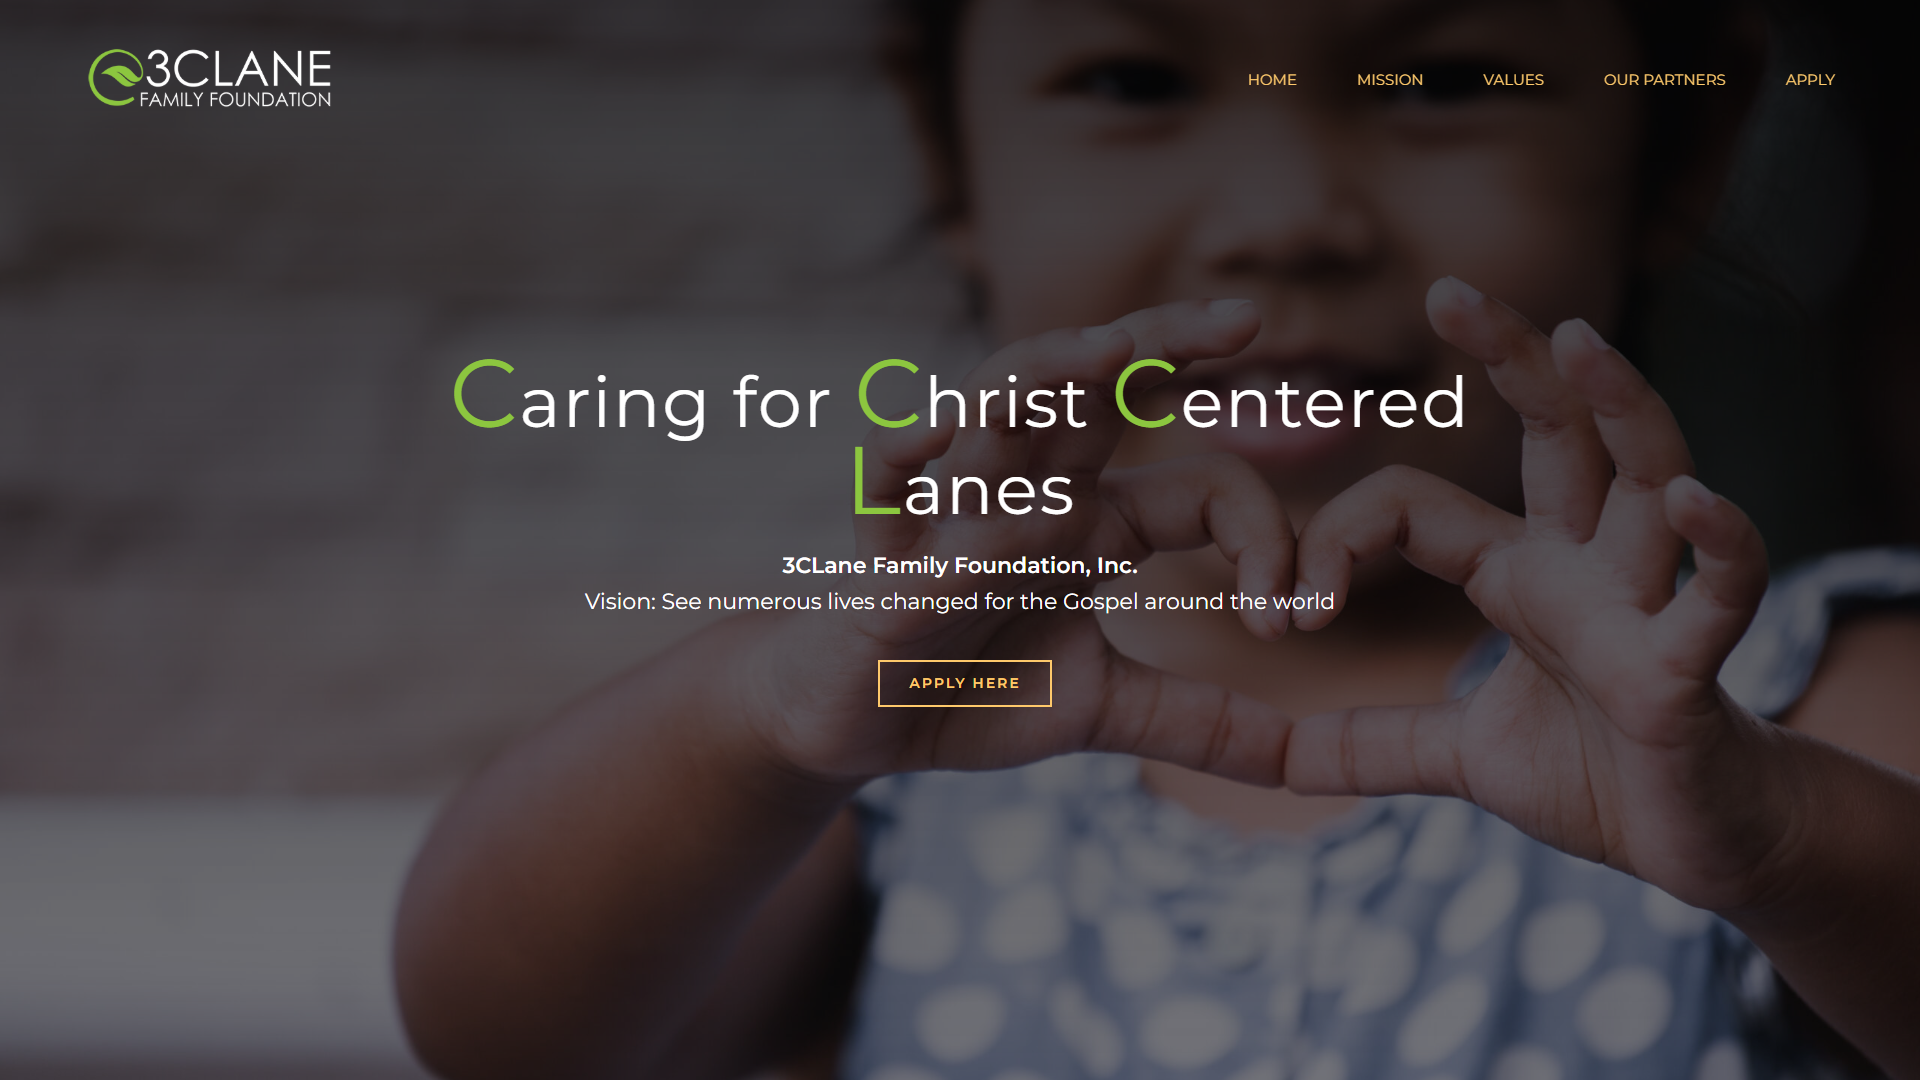 3CLANE
FAMILY FOUNDATION
HOME MISSION VALUES OUR PARTNERS APPLY
Caring for Christ Centered
Lanes
3CLane Family Foundation, Inc.
Vision: See numerous lives changed for the Gospel around the world
APPLY HERE